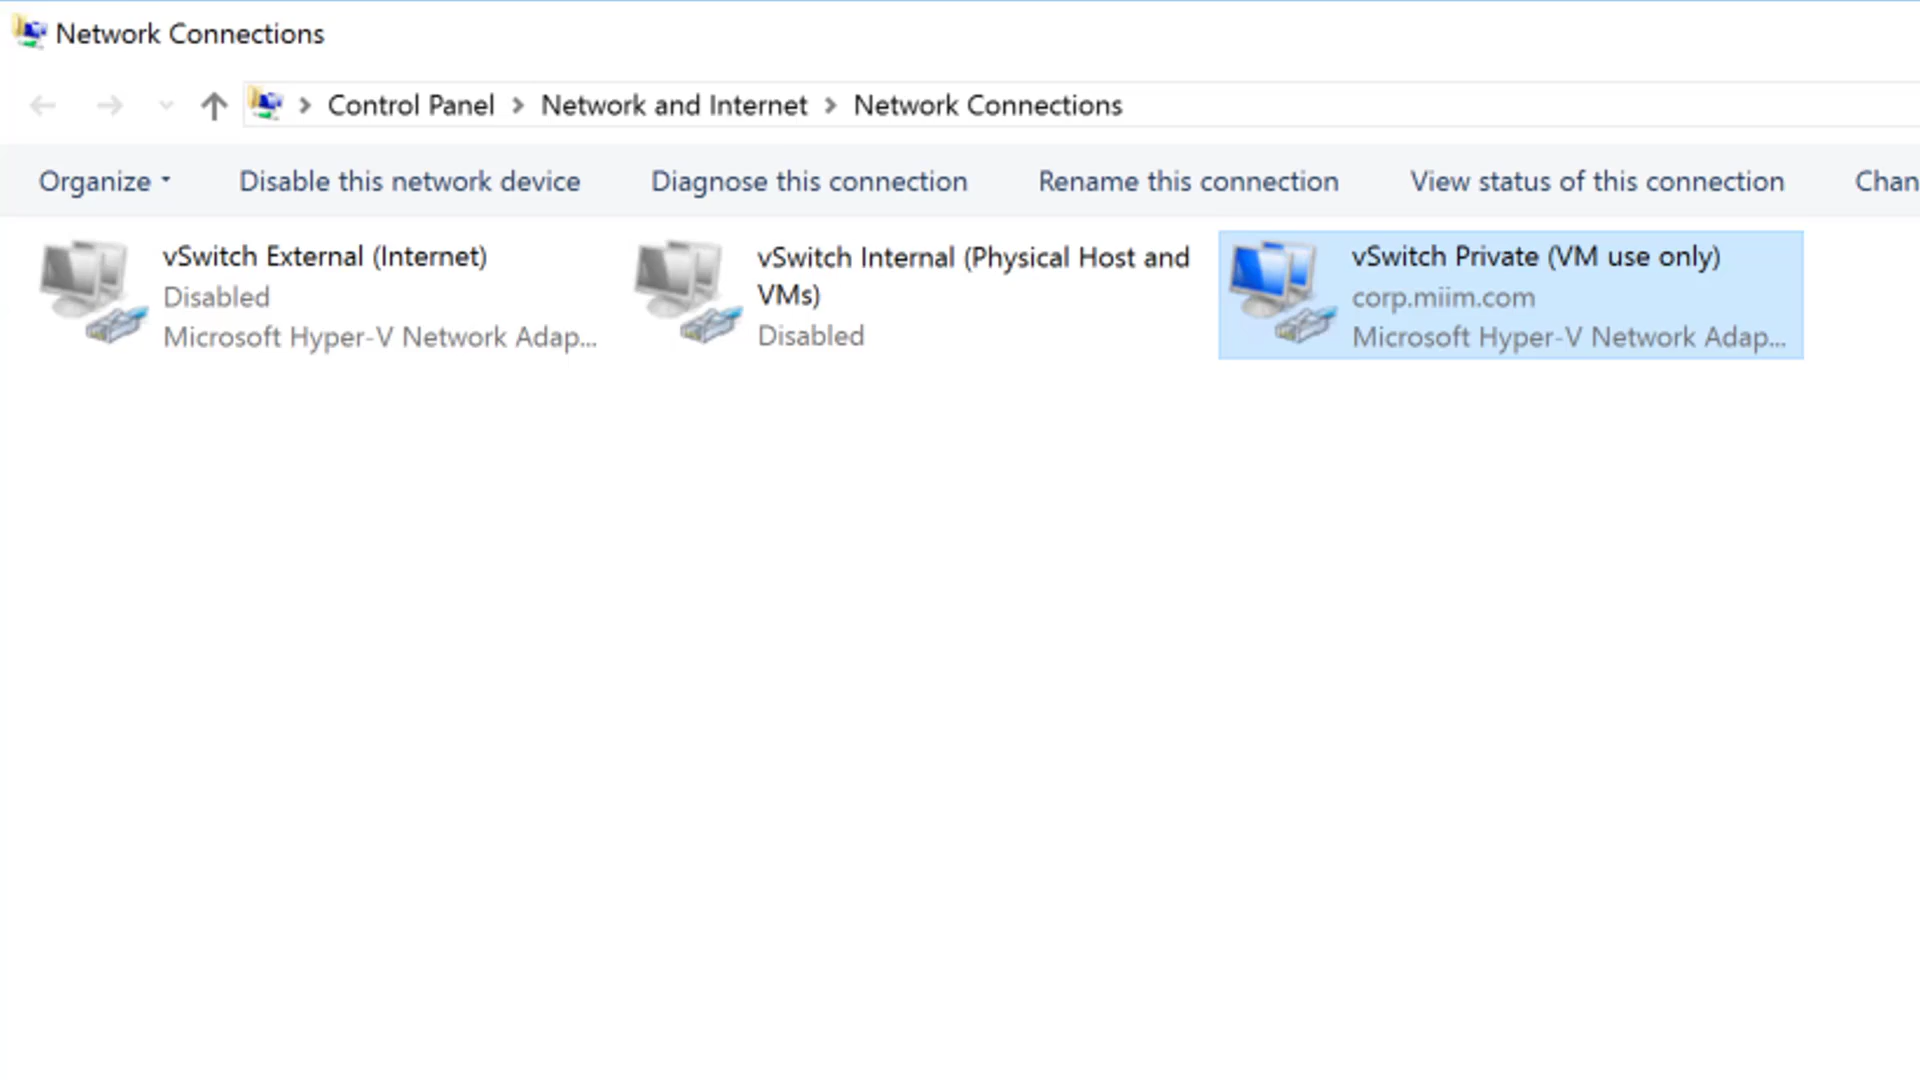 Network Connections
Control Panel > Network and Internet > Network Connections
Organize Disable this network device Diagnose this connection Rename this connection View status of this connection Chan
vSwitch External (Internet)
Disabled
Microsoft Hyper-V Network Adap...
vSwitch Internal (Physical Host and
VMs)
Disabled
vSwitch Private (VM use only)
corp.miim.com
Microsoft Hyper-V Network Adap...